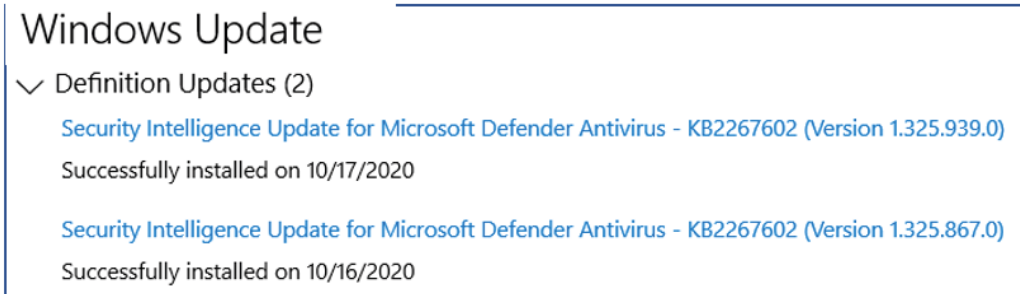 Windows Update
Definition Updates (2)
Security Intelligence Update for Microsoft Defender Antivirus - KB2267602 (Version 1.325.939.0)
Successfully installed on 10/17/2020
Security Intelligence Update for Microsoft Defender Antivirus - KB2267602 (Version 1.325.867.0)
Successfully installed on 10/16/2020